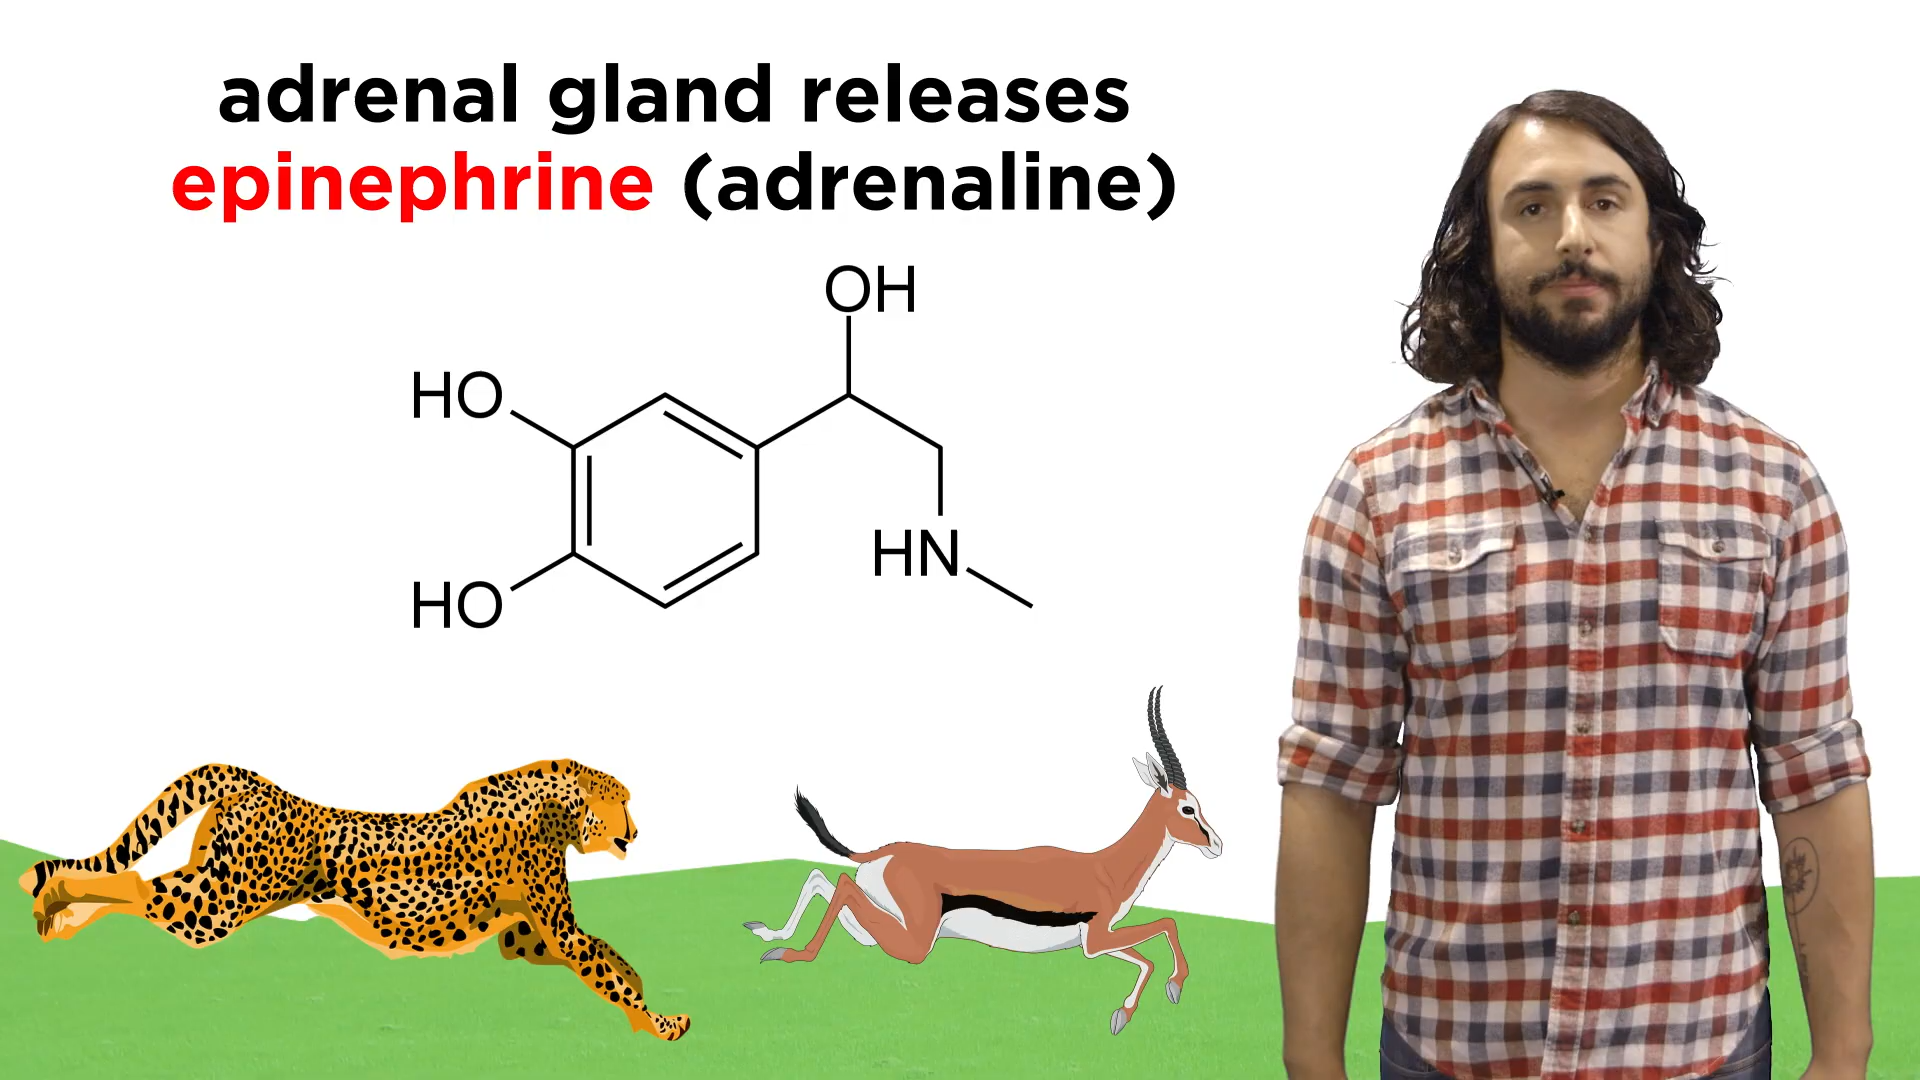 adrenal gland releases
epinephrine (adrenaline)
OH
HO
HN
HO